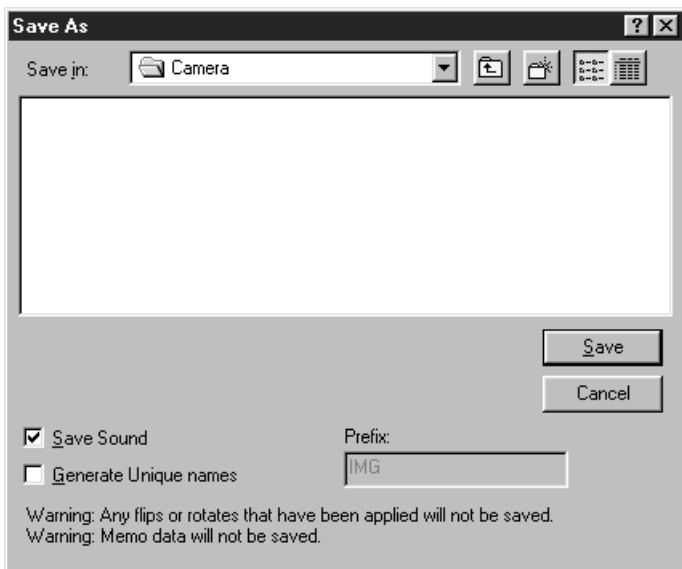 Save As
Save in: Camera
Save
Cancel
Save Sound Prefix:
Generate Unique names IMG
Warning: Any flips or rotates that have been applied will not be saved.
Warning: Memo data will not be saved.